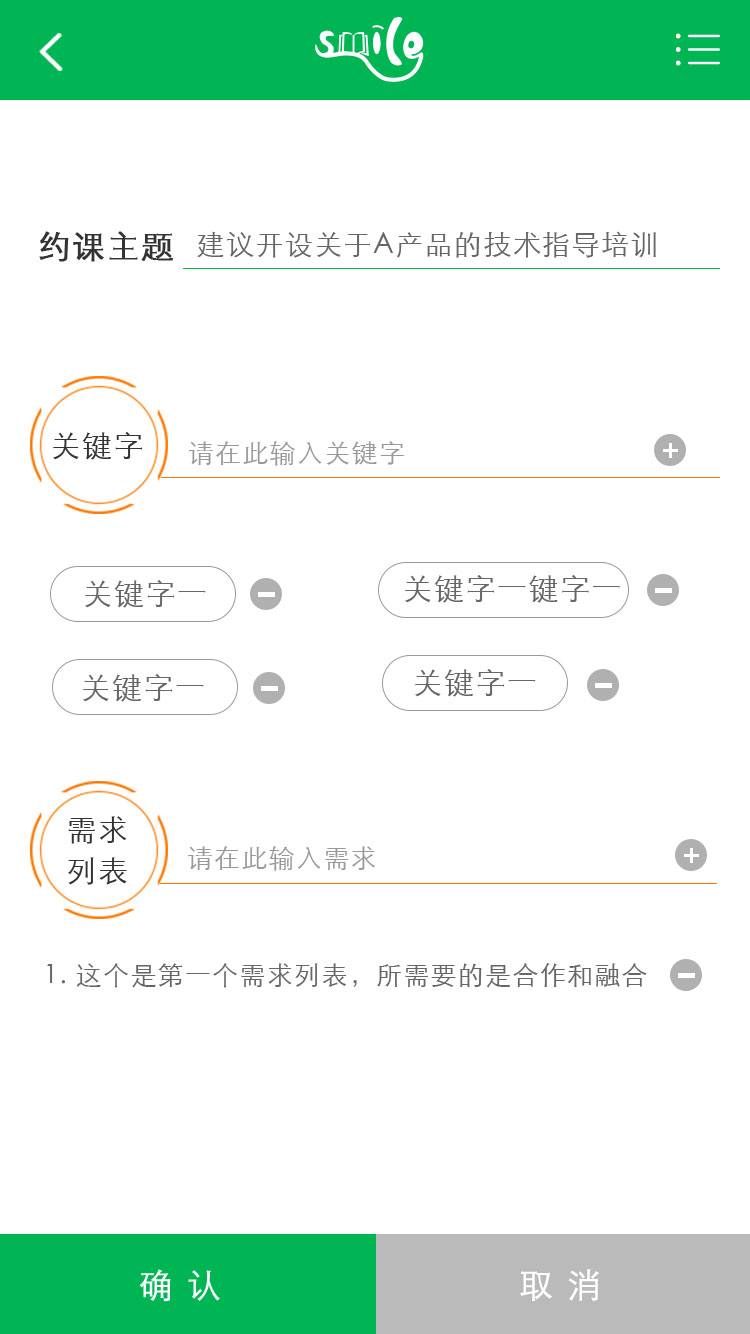 smile
约课主题 建议开设关于A产品的技术指导培训
关键字 请在此输入关键字
关键字一 关键字一键字一
关键字一 关键字一
需求
列表
请在此输入需求
1. 这个是第一个需求列表，所需要的是合作和融合
确认 取消